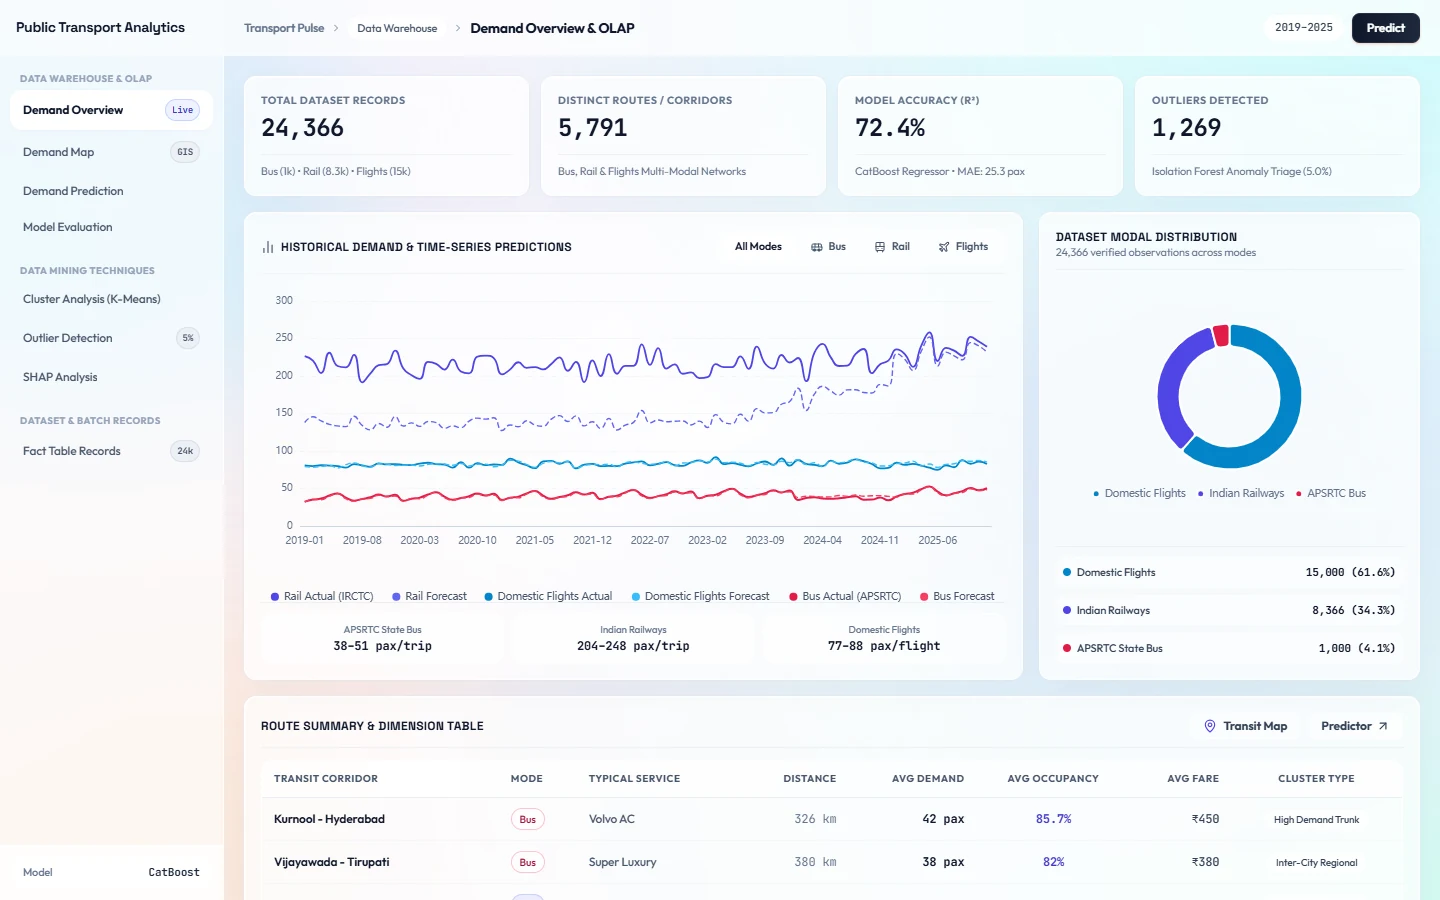 Public Transport Analytics
Transport Pulse > Data Warehouse > Demand Overview & OLAP
2019–2025
Predict
DATA WAREHOUSE & OLAP
Demand Overview Live
Demand Map GIS
Demand Prediction
Model Evaluation
DATA MINING TECHNIQUES
Cluster Analysis (K-Means)
Outlier Detection 5%
SHAP Analysis
DATASET & BATCH RECORDS
Fact Table Records 24k
Model CatBoost
TOTAL DATASET RECORDS
24,366
Bus (1k) • Rail (8.3k) • Flights (15k)
DISTINCT ROUTES / CORRIDORS
5,791
Bus, Rail & Flights Multi-Modal Networks
MODEL ACCURACY (R²)
72.4%
CatBoost Regressor • MAE: 25.3 pax
OUTLIERS DETECTED
1,269
Isolation Forest Anomaly Triage (5.0%)
HISTORICAL DEMAND & TIME-SERIES PREDICTIONS
All Modes Bus Rail Flights
300
250
200
150
100
50
0
2019-01 2019-08 2020-03 2020-10 2021-05 2021-12 2022-07 2023-02 2023-09 2024-04 2024-11 2025-06
Rail Actual (IRCTC) Rail Forecast Domestic Flights Actual Domestic Flights Forecast Bus Actual (APSRTC) Bus Forecast
APSRTC State Bus
38–51 pax/trip
Indian Railways
204–248 pax/trip
Domestic Flights
77–88 pax/flight
DATASET MODAL DISTRIBUTION
24,366 verified observations across modes
Domestic Flights Indian Railways APSRTC Bus
Domestic Flights 15,000 (61.6%)
Indian Railways 8,366 (34.3%)
APSRTC State Bus 1,000 (4.1%)
ROUTE SUMMARY & DIMENSION TABLE
Transit Map
Predictor
TRANSIT CORRIDOR MODE TYPICAL SERVICE DISTANCE AVG DEMAND AVG OCCUPANCY AVG FARE CLUSTER TYPE
Kurnool - Hyderabad Bus Volvo AC 326 km 42 pax 85.7% ₹450 High Demand Trunk
Vijayawada - Tirupati Bus Super Luxury 380 km 38 pax 82% ₹380 Inter-City Regional